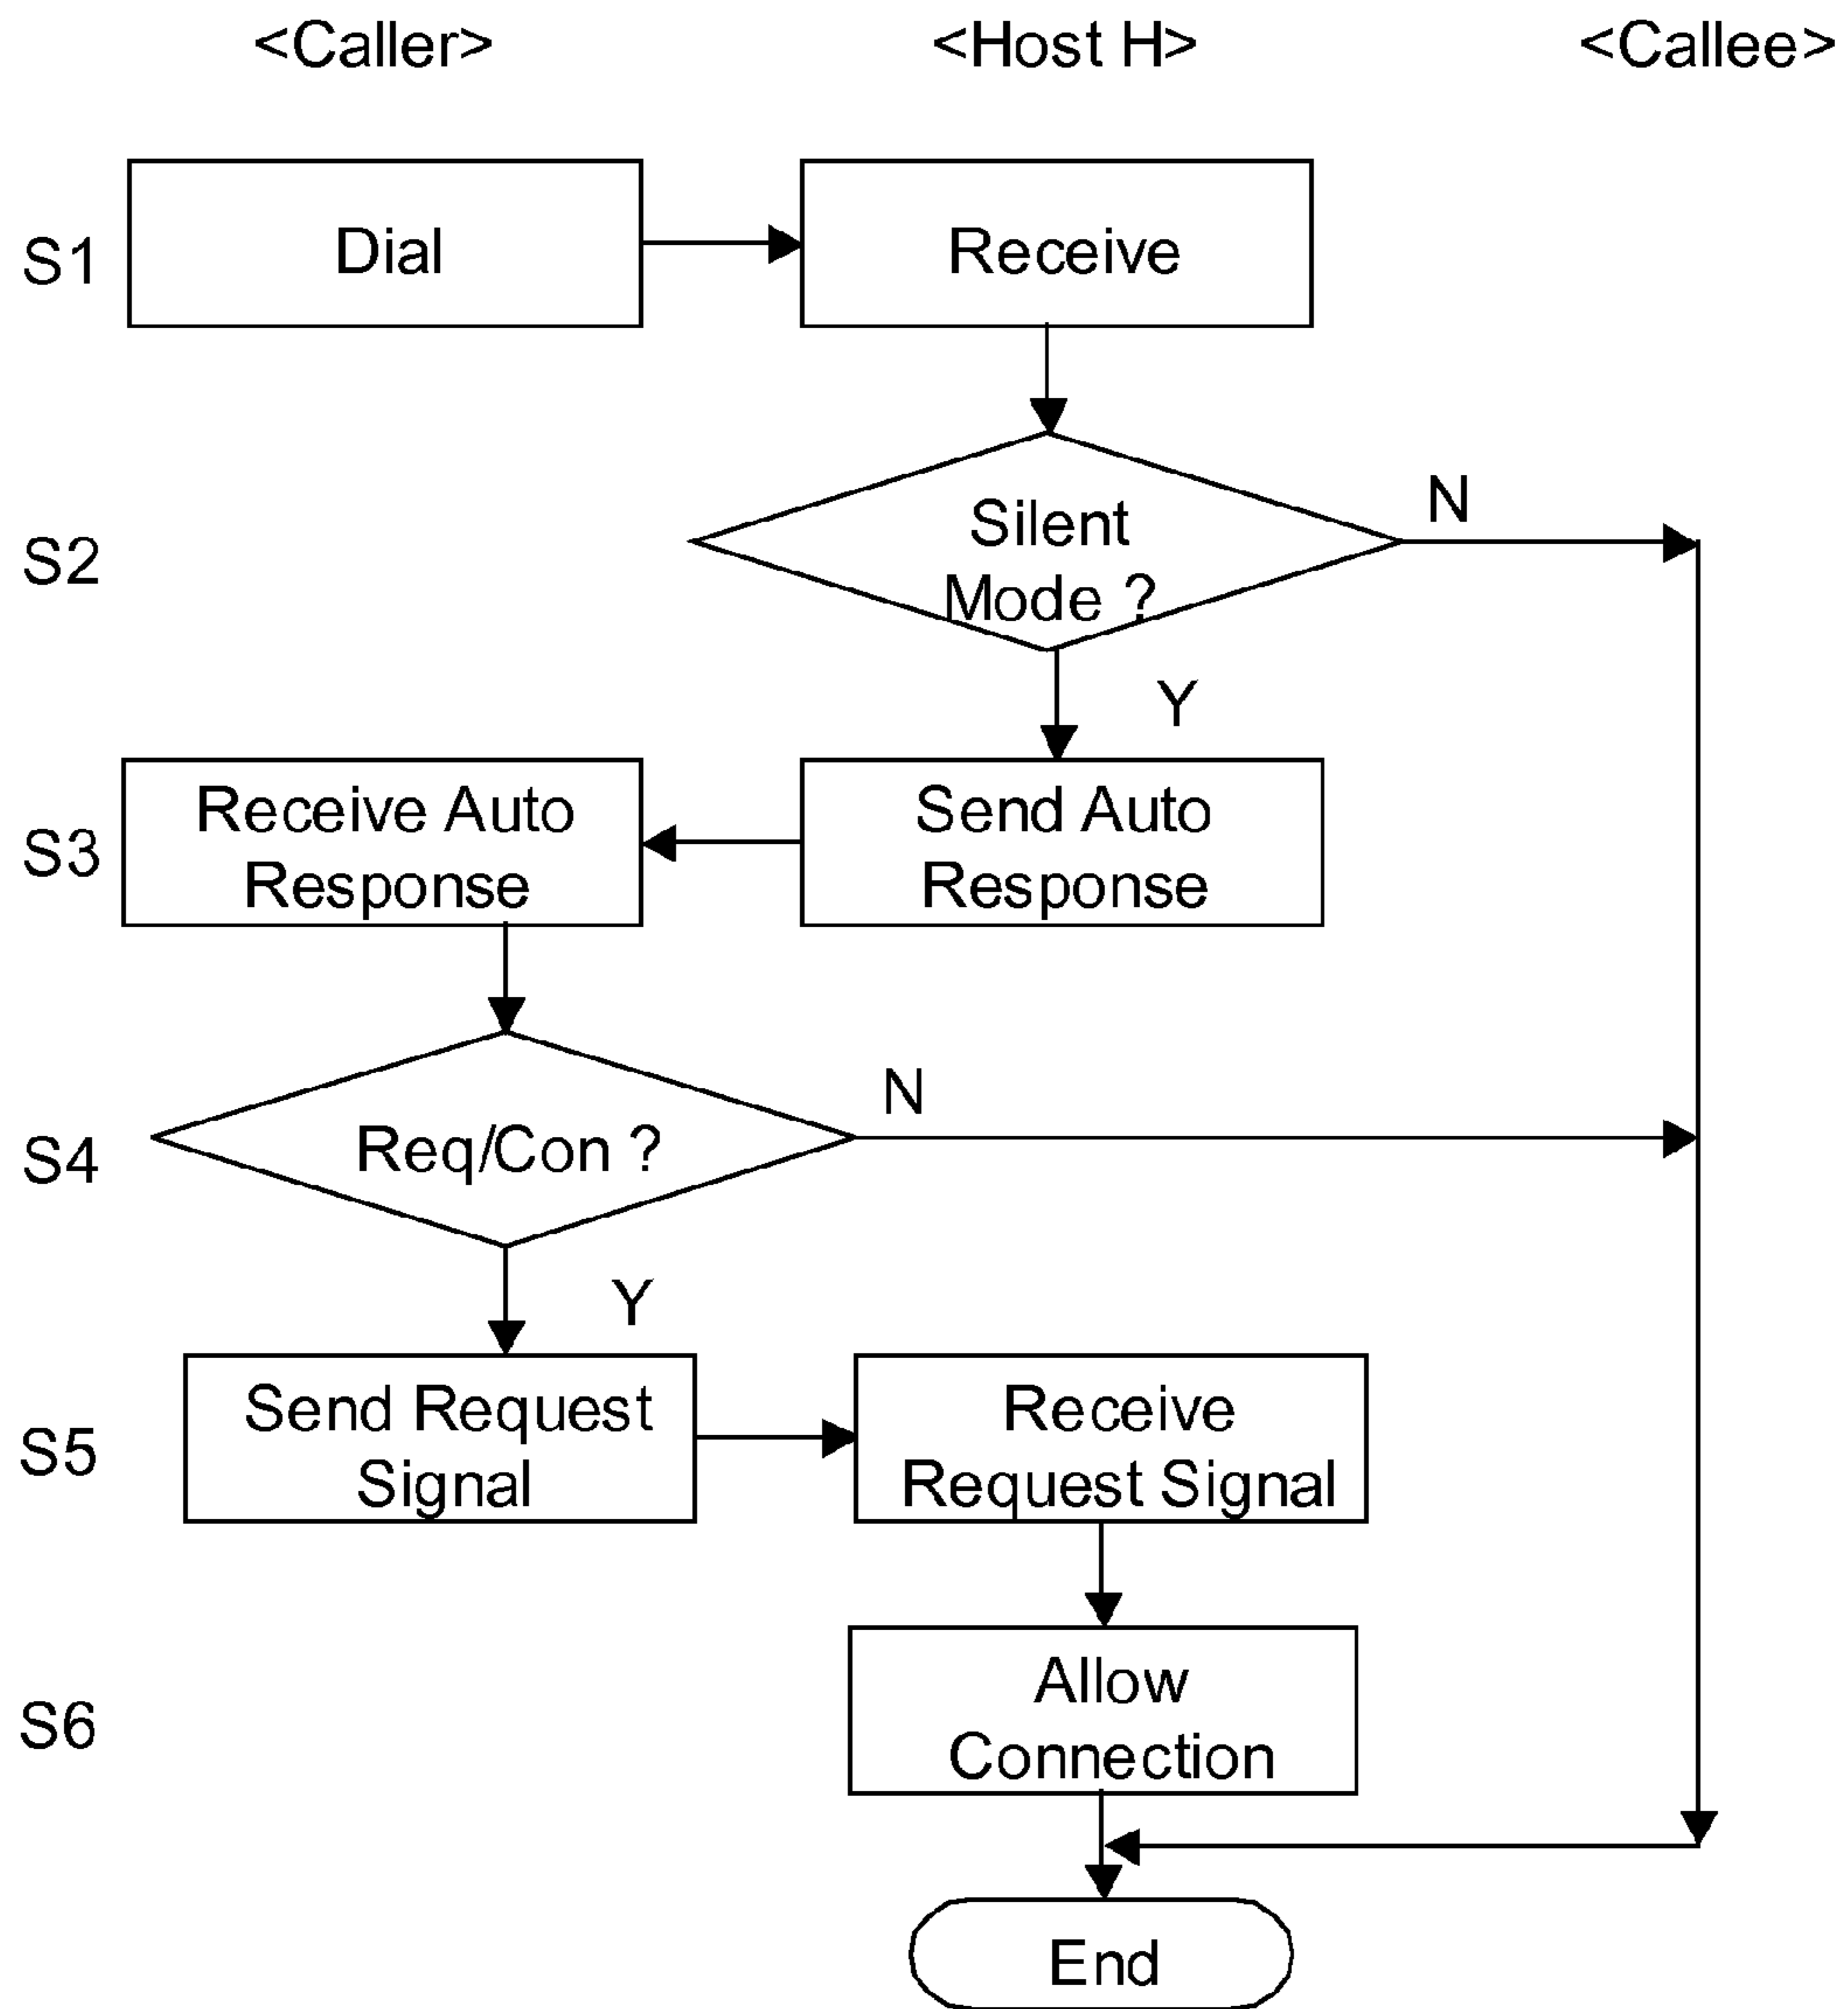 <Caller> <Host H> <Callee>
S1 Dial Receive
Silent
N
S2
Mode ?
Y
Receive Auto Send Auto
S3
Response Response
N
S4 Req/Con ?
Y
Send Request Receive
S5
Signal Request Signal
Allow
S6
Connection
End